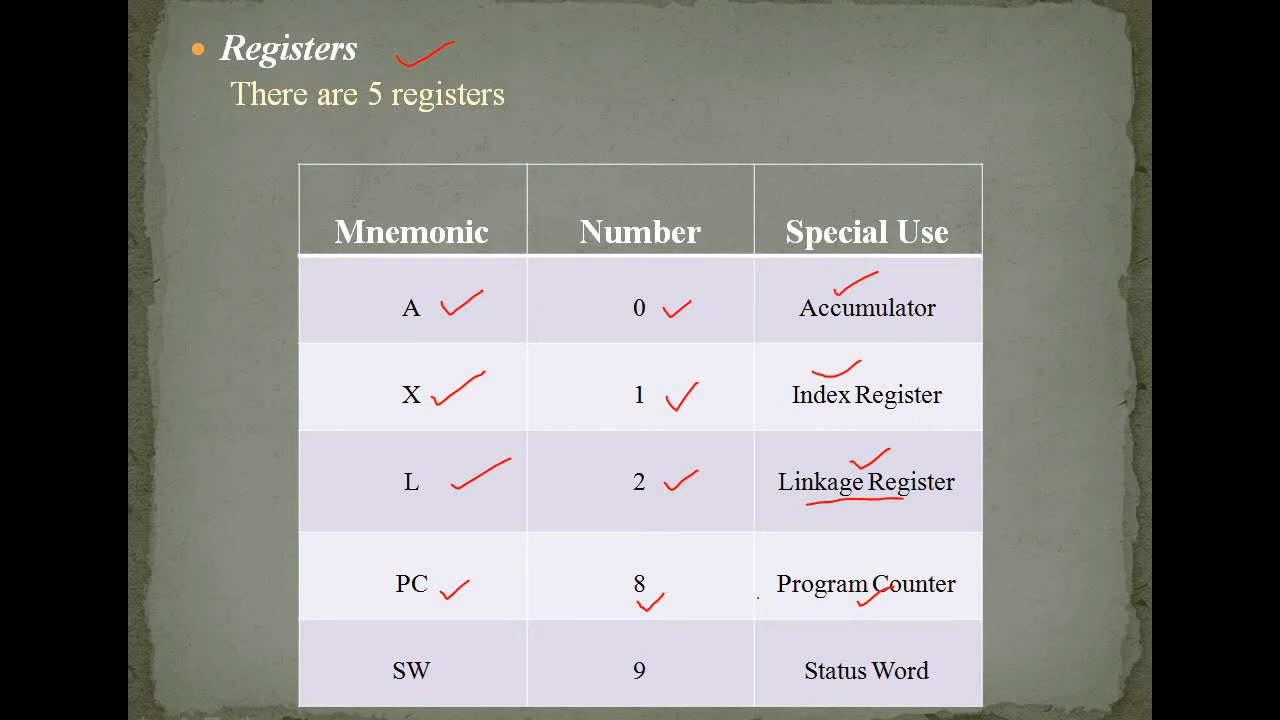 Registers
There are 5 registers
Mnemonic Number Special Use
A 0 Accumulator
X 1 Index Register
L 2 Linkage Register
PC 8 Program Counter
SW 9 Status Word